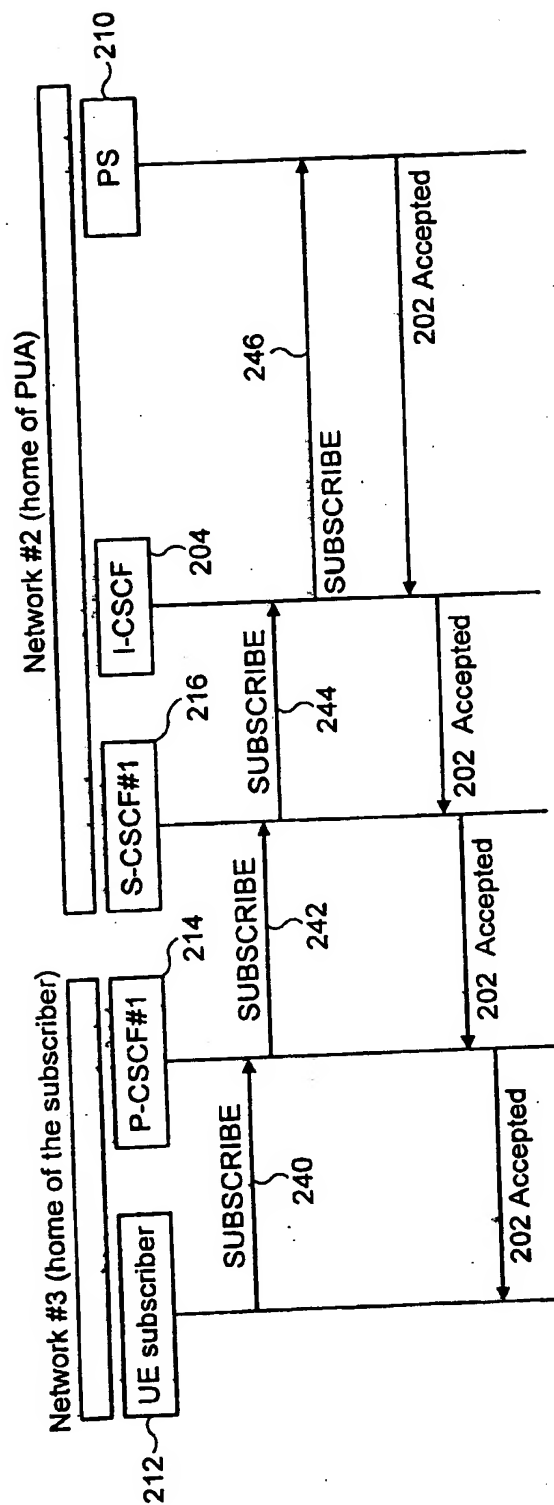 Network #3 (home of the subscriber)
Network #2 (home of PUA)
212
UE subscriber
P-CSCF#1
214
S-CSCF#1
216
I-CSCF
204
PS
210
SUBSCRIBE
240
SUBSCRIBE
242
SUBSCRIBE
244
SUBSCRIBE
246
202 Accepted
202 Accepted
202 Accepted
202 Accepted